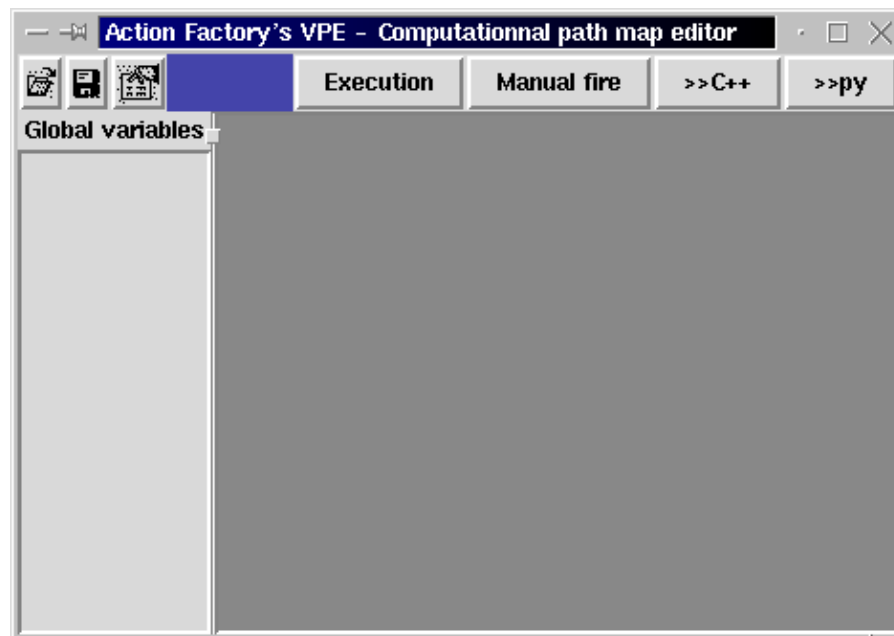 Action Factory's VPE - Computationnal path map editor
Execution Manual fire >>C++ >>py
Global variables